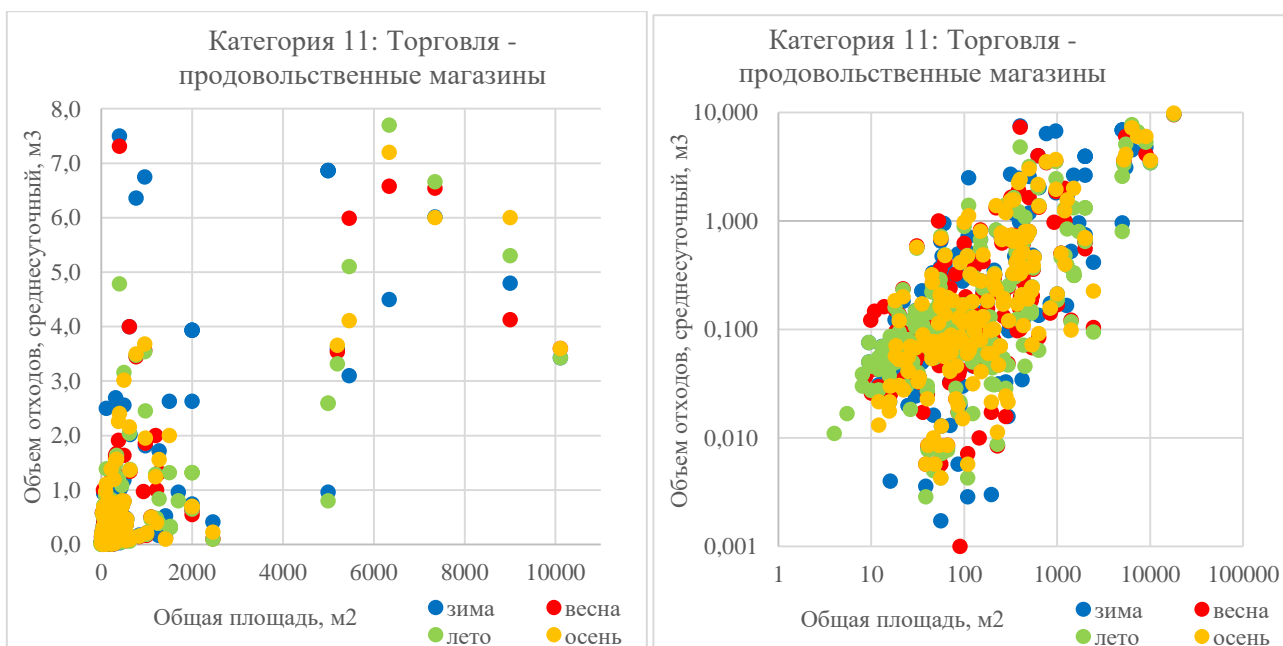 Категория 11: Торговля -
продовольственные магазины
Объем отходов, среднесуточный, м3
8,0
7,0
6,0
5,0
4,0
3,0
2,0
1,0
0,0
0
2000
4000
6000
8000
10000
Общая площадь, м2
зима
весна
лето
осень
Категория 11: Торговля -
продовольственные магазины
Объем отходов, среднесуточный, м3
10,000
1,000
0,100
0,010
0,001
1
10
100
1000
10000
100000
Общая площадь, м2
зима
весна
лето
осень